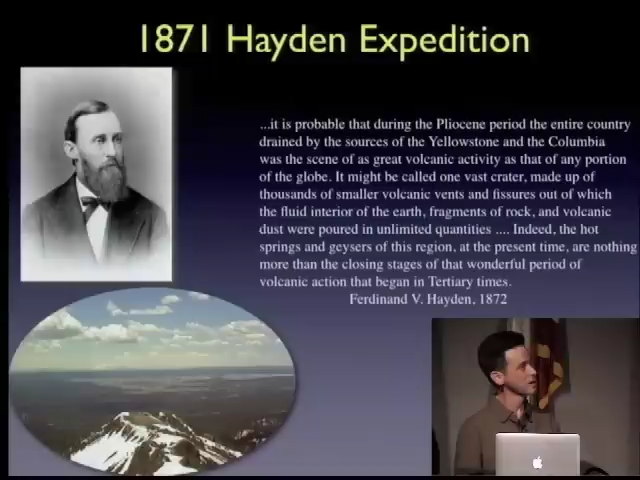 1871 Hayden Expedition
...it is probable that during the Pliocene period the entire country
drained by the sources of the Yellowstone and the Columbia
was the scene of as great volcanic activity as that of any portion
of the globe. It might be called one vast crater, made up of
thousands of smaller volcanic vents and fissures out of which
the fluid interior of the earth, fragments of rock, and volcanic
dust were poured in unlimited quantities .... Indeed, the hot
springs and geysers of this region, at the present time, are nothing
more than the closing stages of that wonderful period of
volcanic action that began in Tertiary times.
Ferdinand V. Hayden, 1872